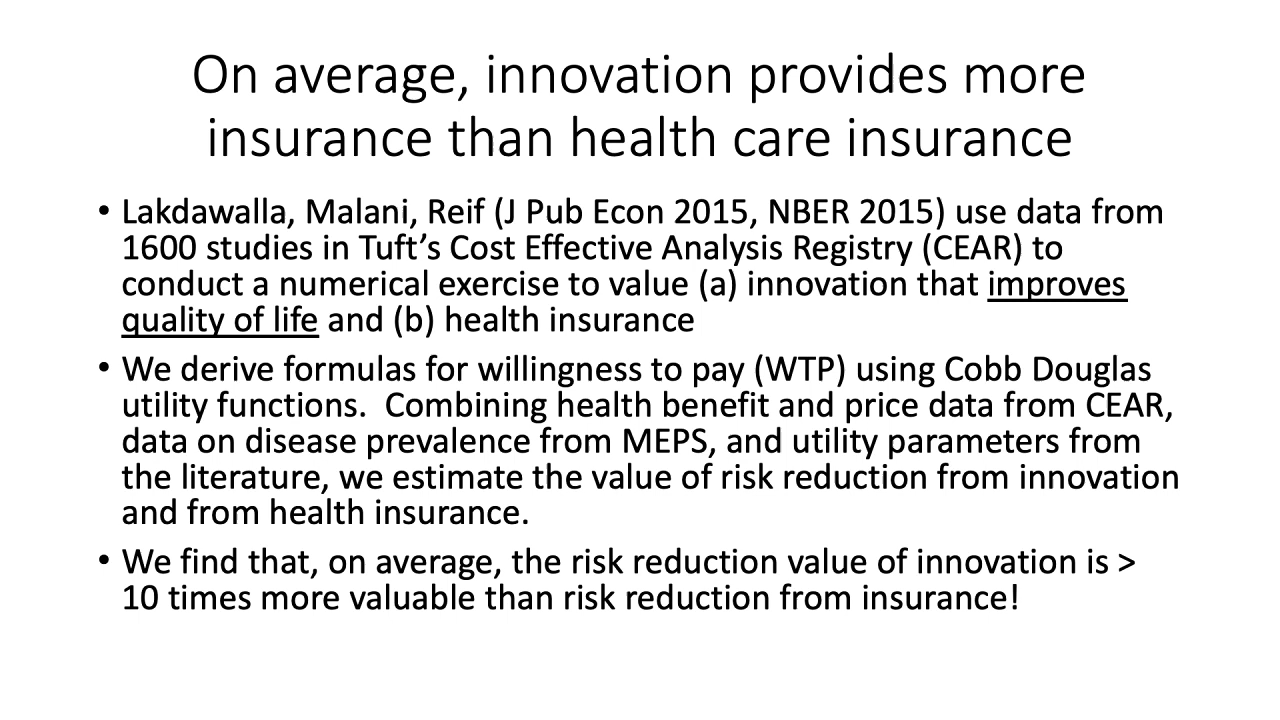 On average, innovation provides more
insurance than health care insurance
• Lakdawalla, Malani, Reif (J Pub Econ 2015, NBER 2015) use data from
1600 studies in Tuft’s Cost Effective Analysis Registry (CEAR) to
conduct a numerical exercise to value (a) innovation that improves
quality of life and (b) health insurance
• We derive formulas for willingness to pay (WTP) using Cobb Douglas
utility functions.  Combining health benefit and price data from CEAR,
data on disease prevalence from MEPS, and utility parameters from
the literature, we estimate the value of risk reduction from innovation
and from health insurance.
• We find that, on average, the risk reduction value of innovation is >
10 times more valuable than risk reduction from insurance!